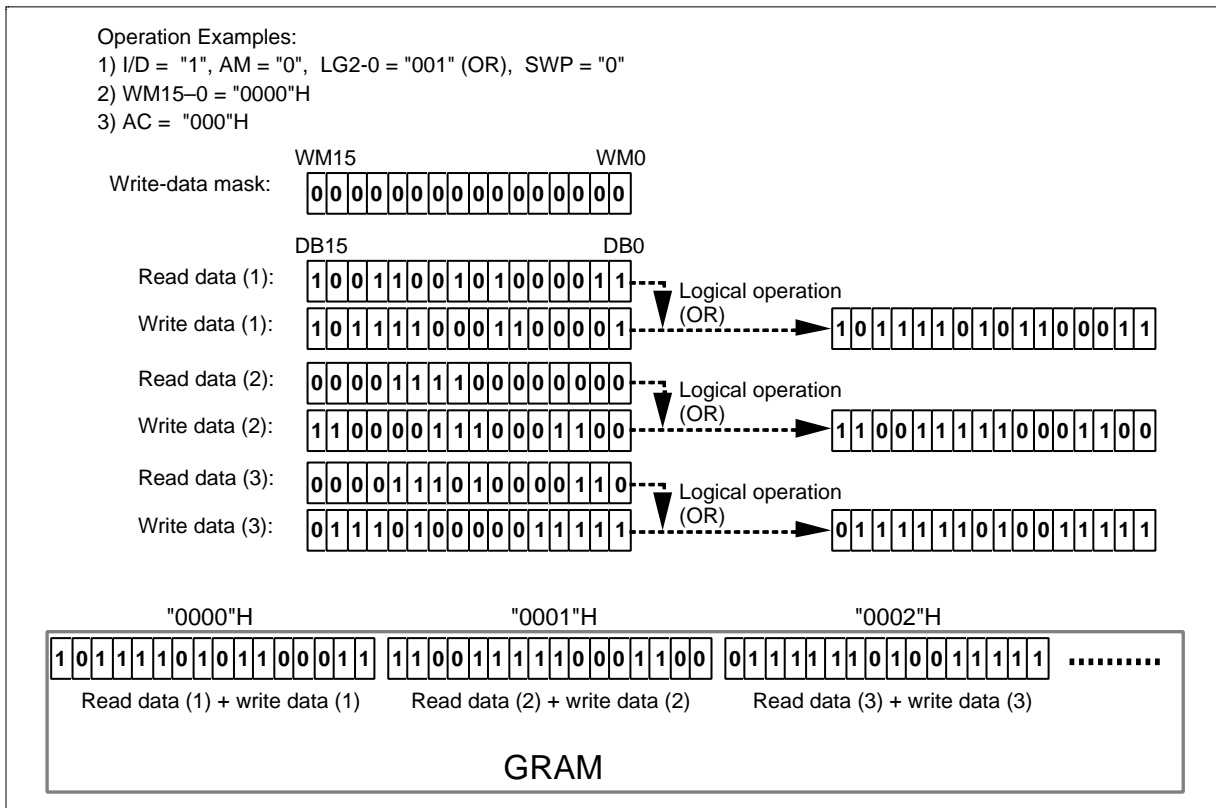 Operation Examples:
1) I/D = "1", AM = "0", LG2-0 = "001" (OR), SWP = "0"
2) WM15–0 = "0000"H
3) AC = "000"H
WM15 WM0
Write-data mask: 0 0 0 0 0 0 0 0 0 0 0 0 0 0 0 0
DB15 DB0
Read data (1): 1 0 0 1 1 0 0 1 0 1 0 0 0 0 1 1
Logical operation
(OR)
Write data (1): 1 0 1 1 1 1 0 0 0 1 1 0 0 0 0 1
1 0 1 1 1 1 0 1 0 1 1 0 0 0 1 1
Read data (2): 0 0 0 0 1 1 1 1 0 0 0 0 0 0 0 0
Logical operation
(OR)
Write data (2): 1 1 0 0 0 0 1 1 1 0 0 0 1 1 0 0
1 1 0 0 1 1 1 1 1 0 0 0 1 1 0 0
Read data (3): 0 0 0 0 1 1 1 0 1 0 0 0 0 1 1 0
Logical operation
(OR)
Write data (3): 0 1 1 1 0 1 0 0 0 0 0 1 1 1 1 1
0 1 1 1 1 1 1 0 1 0 0 1 1 1 1 1
"0000"H "0001"H "0002"H
1 0 1 1 1 1 0 1 0 1 1 0 0 0 1 1 1 1 0 0 1 1 1 1 1 0 0 0 1 1 0 0 0 1 1 1 1 1 1 0 1 0 0 1 1 1 1 1 ..........
Read data (1) + write data (1) Read data (2) + write data (2) Read data (3) + write data (3)
GRAM